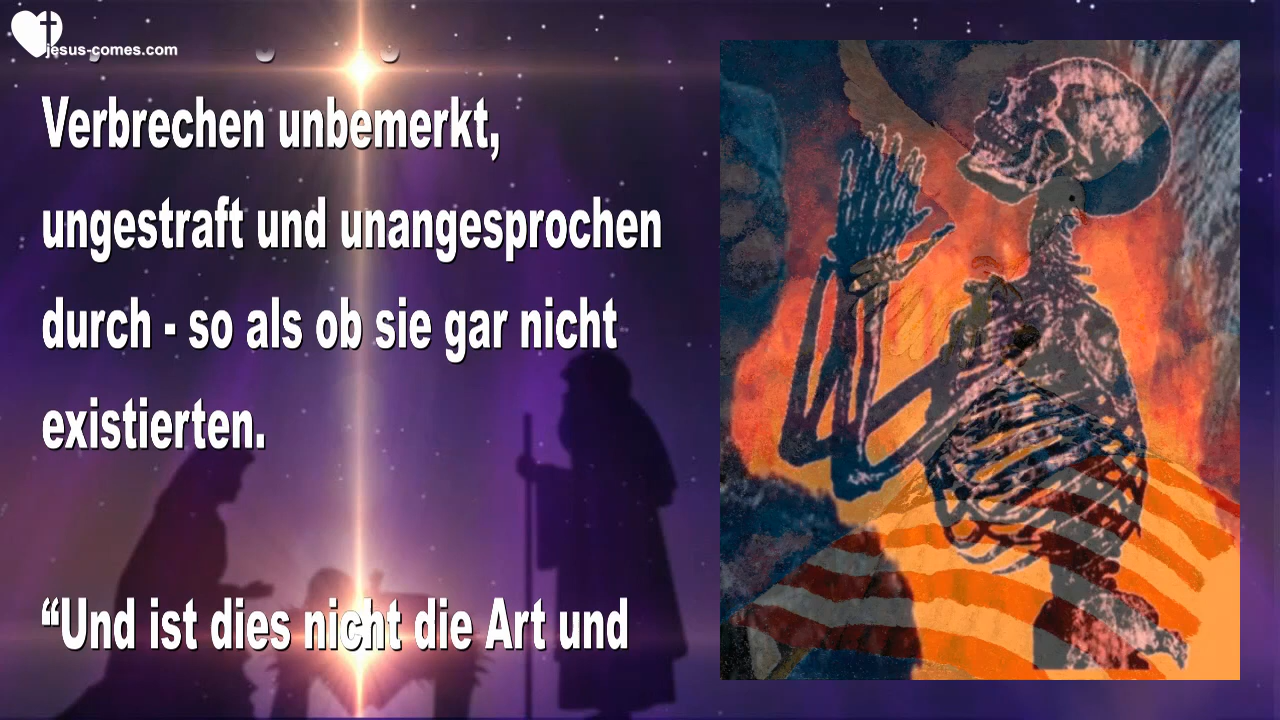 jesus-comes.com
Verbrechen unbemerkt,
ungestraft und unangesprochen
durch - so als ob sie gar nicht
existierten.
“Und ist dies nicht die Art und